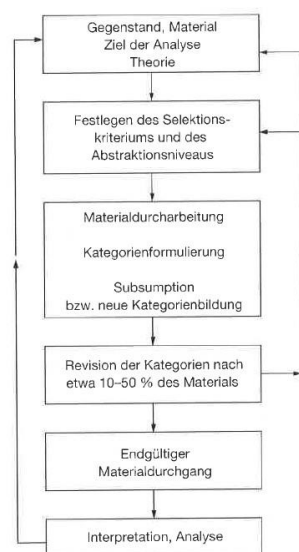 Gegenstand, Material
Ziel der Analyse
Theorie
Festlegen des Selektions-
kriteriums und des
Abstraktionsniveaus
Materialdurcharbeitung
Kategorienformulierung
Subsumption
bzw. neue Kategorienbildung
Revision der Kategorien nach
etwa 10–50 % des Materials
Endgültiger
Materialdurchgang
Interpretation, Analyse